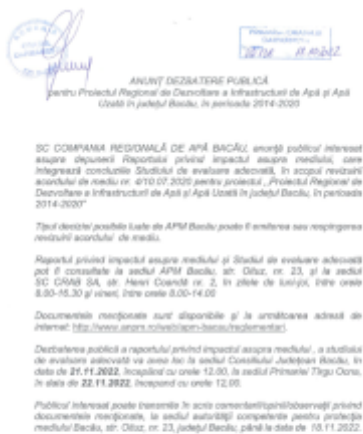 ANUNȚ DEZBATERE PUBLICĂ
pentru Proiectul Regional de Dezvoltare a Infrastructurii de Apă și Apă
Uzată în județul Bacău, în perioada 2014-2020
SC COMPANIA REGIONALĂ DE APĂ BACĂU, anunță publicul interesat
asupra depunerii Raportului privind impactul asupra mediului, care
integrează concluziile Studiului de evaluare adecvată, în scopul revizuirii
acordului de mediu nr. 4/10.07.2020 pentru proiectul „Proiectul Regional de
Dezvoltare a Infrastructurii de Apă și Apă Uzată în județul Bacău, în perioada
2014-2020”
Tipul deciziei posibile luate de APM Bacău poate fi emiterea sau respingerea
revizuirii acordului de mediu.
Raportul privind impactul asupra mediului și Studiul de evaluare adecvată
pot fi consultate la sediul APM Bacău, str. Oituz, nr. 23, și la sediul
SC CRAB SA, str. Henri Coandă nr. 2, în zilele de luni-joi, între orele
8.00-16.30 și vineri, între orele 8.00-14.00
Documentele menționate sunt disponibile și la următoarea adresă de
internet: http://www.anpm.ro/web/apm-bacau/reglementari.
Dezbaterea publică a raportului privind impactul asupra mediului , a studiului
de evaluare adecvată va avea loc la sediul Consiliului Județean Bacău, în
data de 21.11.2022, începând cu orele 12.00, la sediul Primăriei Tîrgu Ocna,
în data de 22.11.2022, începand cu orele 12,00.
Publicul interesat poate transmite în scris comentarii/opinii/observații privind
documentele menționate, la sediul autorității competente pentru protecția
mediului Bacău, str. Oituz, nr. 23, județul Bacău, până la data de 18.11.2022.